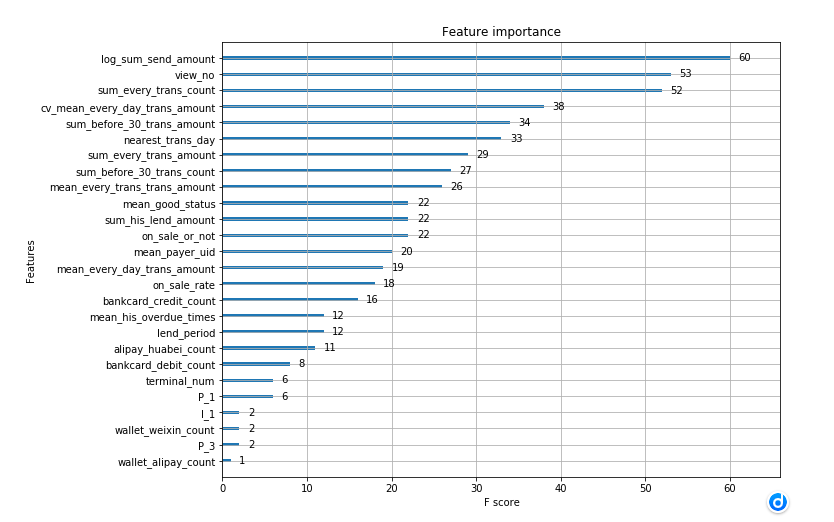 Feature importance
log_sum_send_amount 60
view_no 53
sum_every_trans_count 52
cv_mean_every_day_trans_amount 38
sum_before_30_trans_amount 34
nearest_trans_day 33
sum_every_trans_amount 29
sum_before_30_trans_count 27
mean_every_trans_trans_amount 26
mean_good_status 22
sum_his_lend_amount 22
on_sale_or_not 22
mean_payer_uid 20
mean_every_day_trans_amount 19
on_sale_rate 18
bankcard_credit_count 16
mean_his_overdue_times 12
lend_period 12
alipay_huabei_count 11
bankcard_debit_count 8
terminal_num 6
P_1 6
I_1 2
wallet_weixin_count 2
P_3 2
wallet_alipay_count 1
Features
0 10 20 30 40 50 60
F score